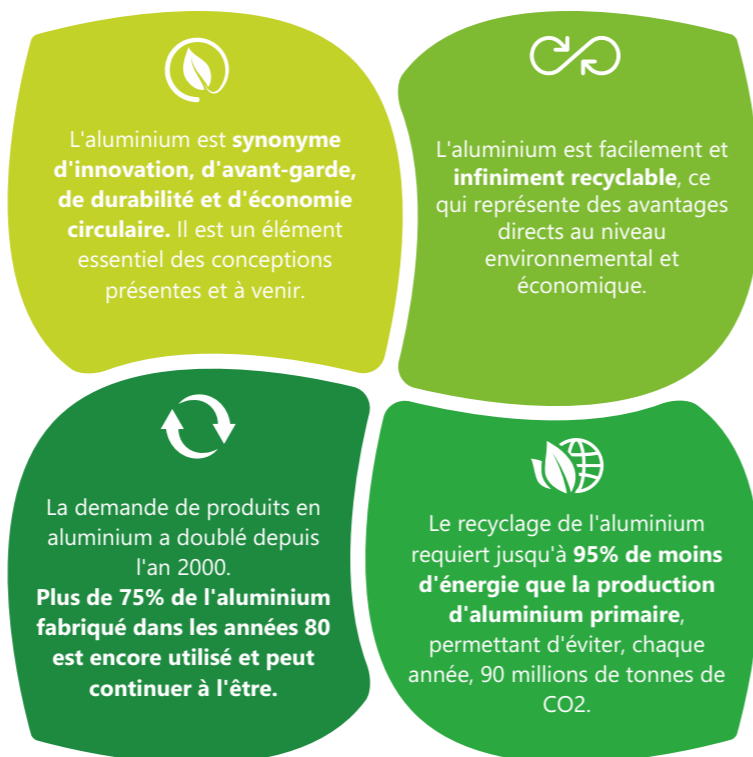 L'aluminium est synonyme
d'innovation, d'avant-garde,
de durabilité et d'économie
circulaire. Il est un élément
essentiel des conceptions
présentes et à venir.
L'aluminium est facilement et
infiniment recyclable, ce
qui représente des avantages
directs au niveau
environnemental et
économique.
La demande de produits en
aluminium a doublé depuis
l'an 2000.
Plus de 75% de l'aluminium
fabriqué dans les années 80
est encore utilisé et peut
continuer à l'être.
Le recyclage de l'aluminium
requiert jusqu'à 95% de moins
d'énergie que la production
d'aluminium primaire,
permettant d'éviter, chaque
année, 90 millions de tonnes de
CO2.